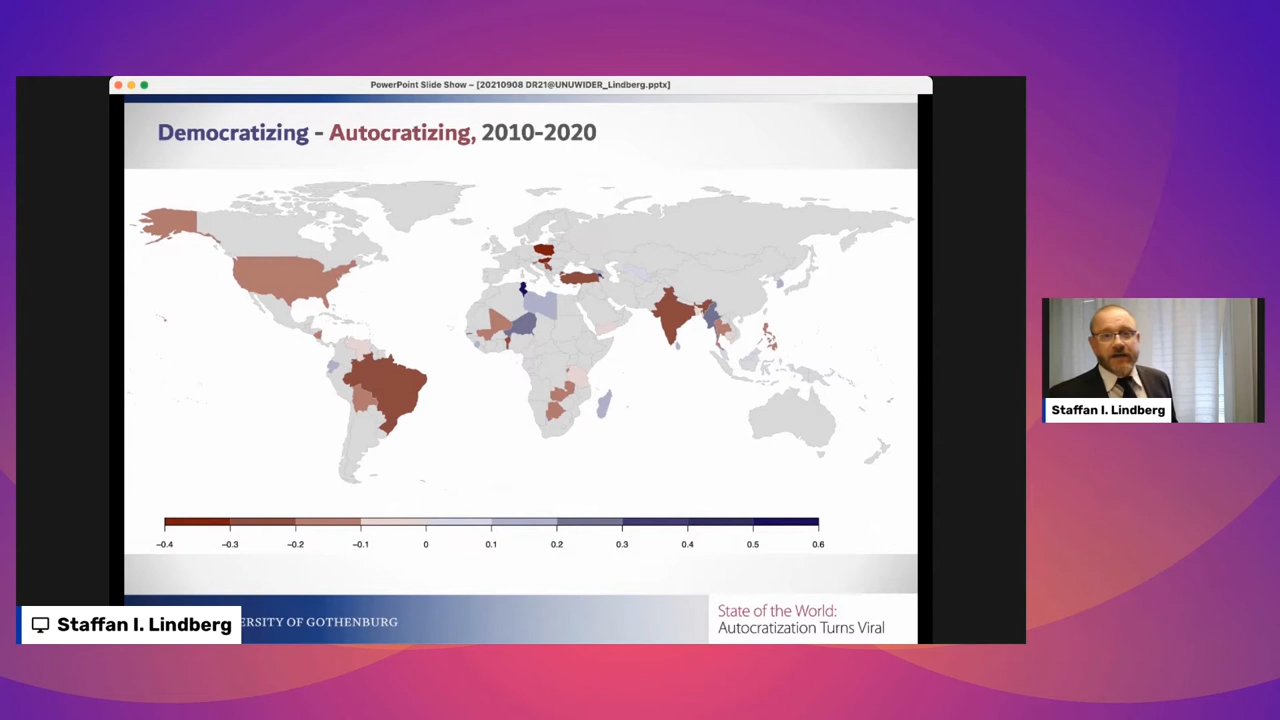 PowerPoint Slide Show – [20210908 DR21@UNUWIDER_Lindberg.pptx]
Democratizing - Autocratizing, 2010-2020
−0.4 −0.3 −0.2 −0.1 0 0.1 0.2 0.3 0.4 0.5 0.6
Staffan I. Lindberg
ERSITY OF GOTHENBURG
State of the World:
Autocratization Turns Viral
Staffan I. Lindberg